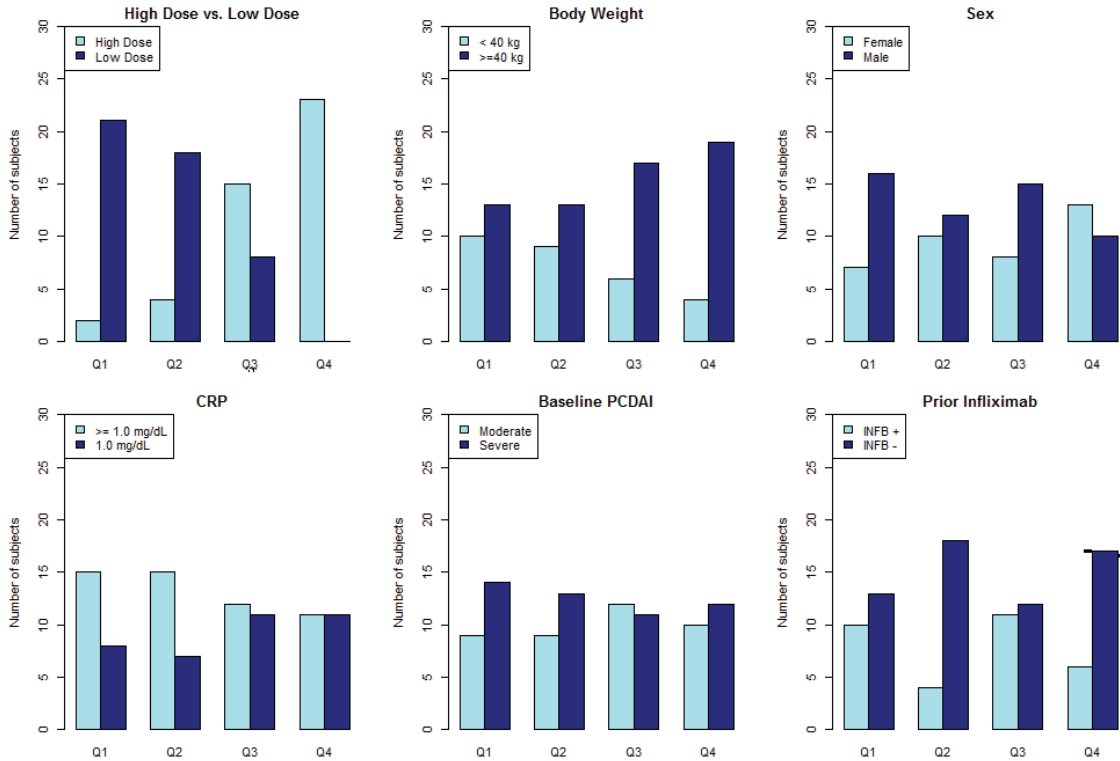 High Dose vs. Low Dose
High Dose
Low Dose
Number of subjects
30
25
20
15
10
5
0
Q1 Q2 Q3 Q4
Body Weight
< 40 kg
>=40 kg
Number of subjects
30
25
20
15
10
5
0
Q1 Q2 Q3 Q4
Sex
Female
Male
Number of subjects
30
25
20
15
10
5
0
Q1 Q2 Q3 Q4
CRP
>= 1.0 mg/dL
1.0 mg/dL
Number of subjects
30
25
20
15
10
5
0
Q1 Q2 Q3 Q4
Baseline PCDAI
Moderate
Severe
Number of subjects
30
25
20
15
10
5
0
Q1 Q2 Q3 Q4
Prior Infliximab
INFB +
INFB -
Number of subjects
30
25
20
15
10
5
0
Q1 Q2 Q3 Q4